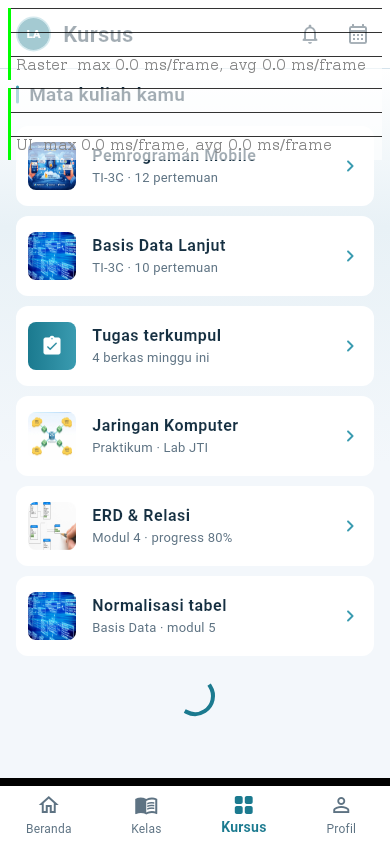 LA
Kursus
Raster max 0.0 ms/frame, avg 0.0 ms/frame
Mata kuliah kamu
UI max 0.0 ms/frame, avg 0.0 ms/frame
Pemrograman Mobile
TI-3C · 12 pertemuan
Basis Data Lanjut
TI-3C · 10 pertemuan
Tugas terkumpul
4 berkas minggu ini
Jaringan Komputer
Praktikum · Lab JTI
ERD & Relasi
Modul 4 · progress 80%
Normalisasi tabel
Basis Data · modul 5
Beranda
Kelas
Kursus
Profil